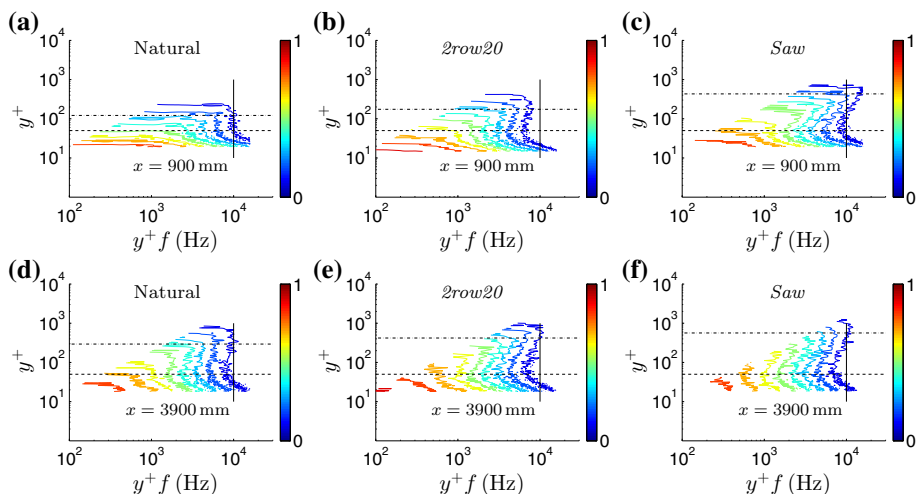 (a) Natural
10^4
10^3
10^2
10^1
y^+
x = 900 mm
10^2 10^3 10^4
y^+ f (Hz)
1
0
(b) 2row20
10^4
10^3
10^2
10^1
x = 900 mm
10^2 10^3 10^4
y^+ f (Hz)
1
0
(c) Saw
10^4
10^3
10^2
10^1
y^+
x = 900 mm
10^2 10^3 10^4
y^+ f (Hz)
1
0
(d) Natural
10^4
10^3
10^2
10^1
y^+
x = 3900 mm
10^2 10^3 10^4
y^+ f (Hz)
1
0
(e) 2row20
10^4
10^3
10^2
10^1
y^+
x = 3900 mm
10^2 10^3 10^4
y^+ f (Hz)
1
0
(f) Saw
10^4
10^3
10^2
10^1
y^+
x = 3900 mm
10^2 10^3 10^4
y^+ f (Hz)
1
0